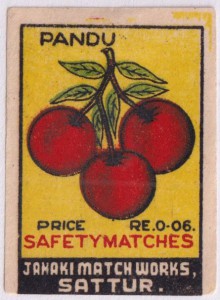 PANDU
PRICE RE.0-06.
SAFETYMATCHES
JANAKI MATCH WORKS,
SATTUR.